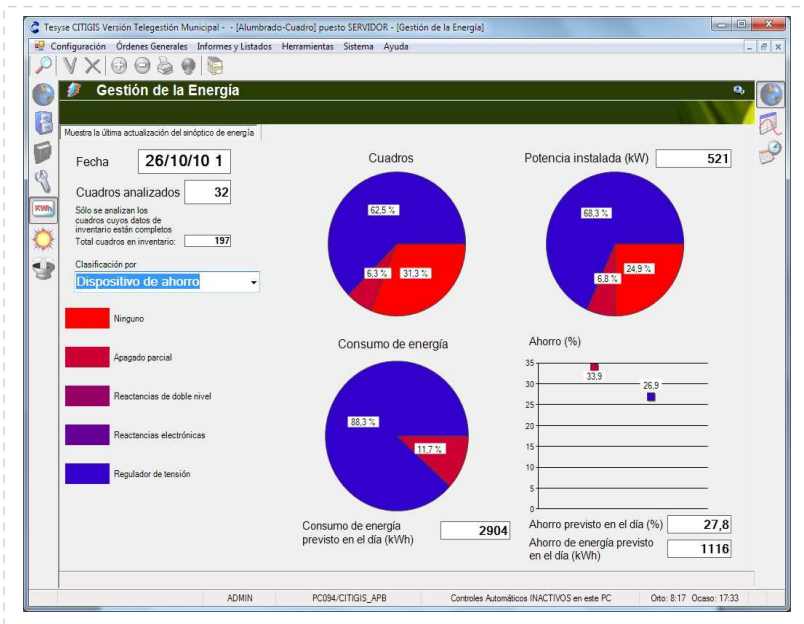 Tesyse CITIGIS Versión Telegestión Municipal - - [Alumbrado-Cuadro] puesto SERVIDOR - [Gestión de la Energía]
Configuración Órdenes Generales Informes y Listados Herramientas Sistema Ayuda
Gestión de la Energía
Muestra la última actualización del sinóptico de energía
Fecha 26/10/10 1
Cuadros analizados 32
Sólo se analizan los
cuadros cuyos datos de
inventario están completos
Total cuadros en inventario: 197
Clasificación por
Dispositivo de ahorro
Ninguno
Apagado parcial
Reactancias de doble nivel
Reactancias electrónicas
Regulador de tensión
KWh
Cuadros
62,5 %
6,3 %
31,3 %
Potencia instalada (kW) 521
68,3 %
6,8 %
24,9 %
Consumo de energía
88,3 %
11,7 %
Consumo de energía
previsto en el día (kWh) 2904
Ahorro (%)
35
30
25
20
15
10
5
0
33,9
26,9
Ahorro previsto en el día (%) 27,8
Ahorro de energía previsto
en el día (kWh) 1116
ADMIN PC094/CITIGIS_APB Controles Automáticos INACTIVOS en este PC Orto: 8:17 Ocaso: 17:33